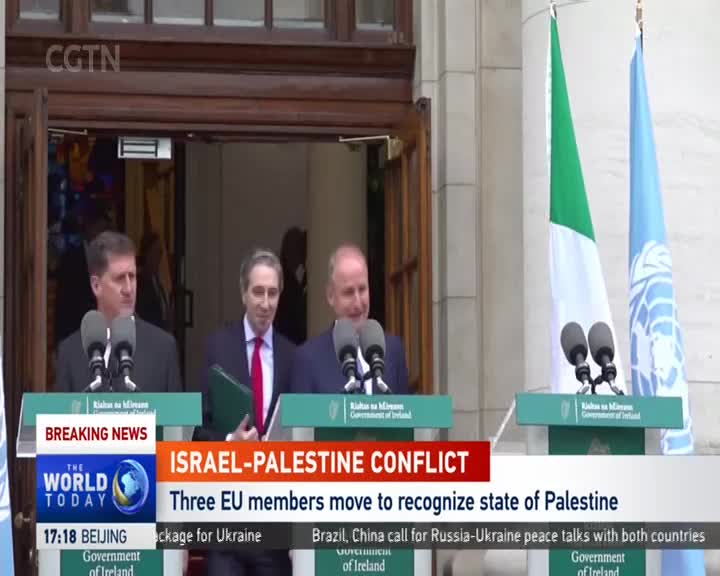 CGTN
Rialtas na hÉireann
Government of Ireland
Rialtas na hÉireann
Government of Ireland
Rialtas na hÉireann
Government of Ireland
BREAKING NEWS
THE
WORLD
TODAY
ISRAEL-PALESTINE CONFLICT
Three EU members move to recognize state of Palestine
17:18 BEIJING
ackage for Ukraine
Brazil, China call for Russia-Ukraine peace talks with both countries
Government
of Ireland
Government
of Ireland
Government
of Ireland